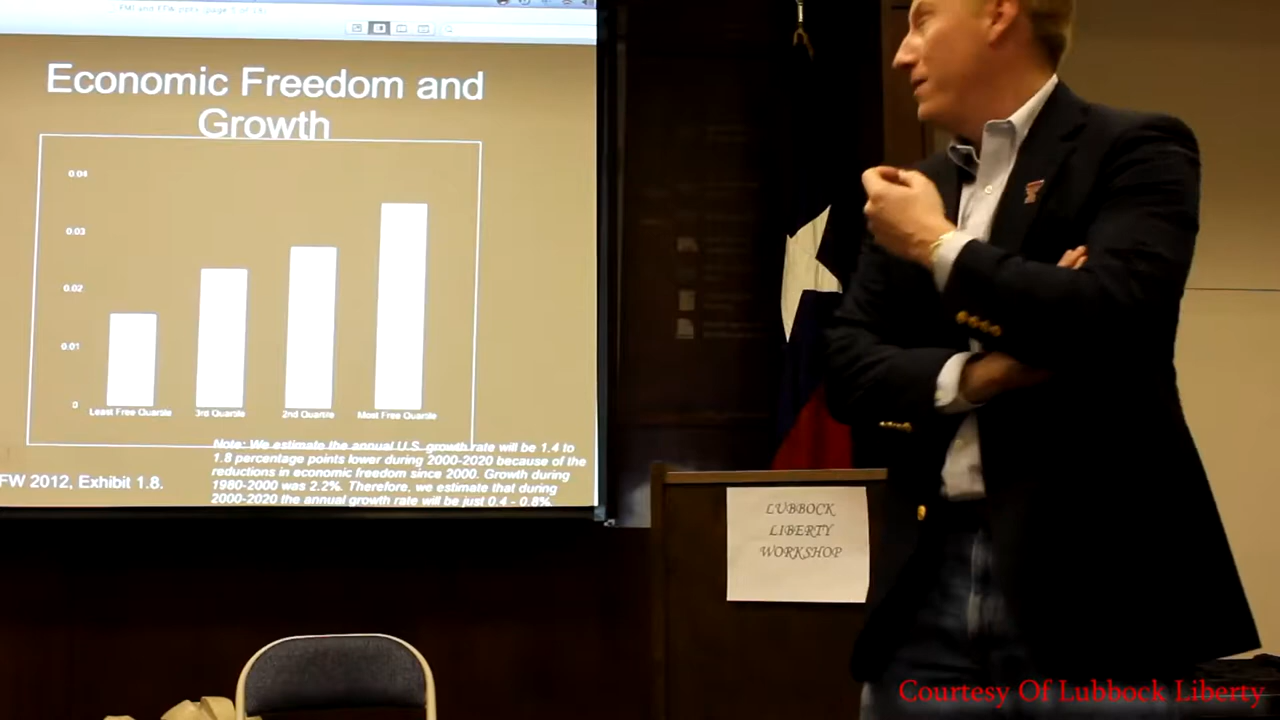 Economic Freedom and
Growth
0.04
0.03
0.02
0.01
0
Least Free Quartile
3rd Quartile
2nd Quartile
Most Free Quartile
Note: We estimate the annual U.S. growth rate will be 1.4 to
1.8 percentage points lower during 2000-2020 because of the
reductions in economic freedom since 2000. Growth during
1980-2000 was 2.2%. Therefore, we estimate that during
2000-2020 the annual growth rate will be just 0.4 - 0.8%.
FW 2012, Exhibit 1.8.
LUBBOCK
LIBERTY
WORKSHOP
Courtesy Of Lubbock Liberty